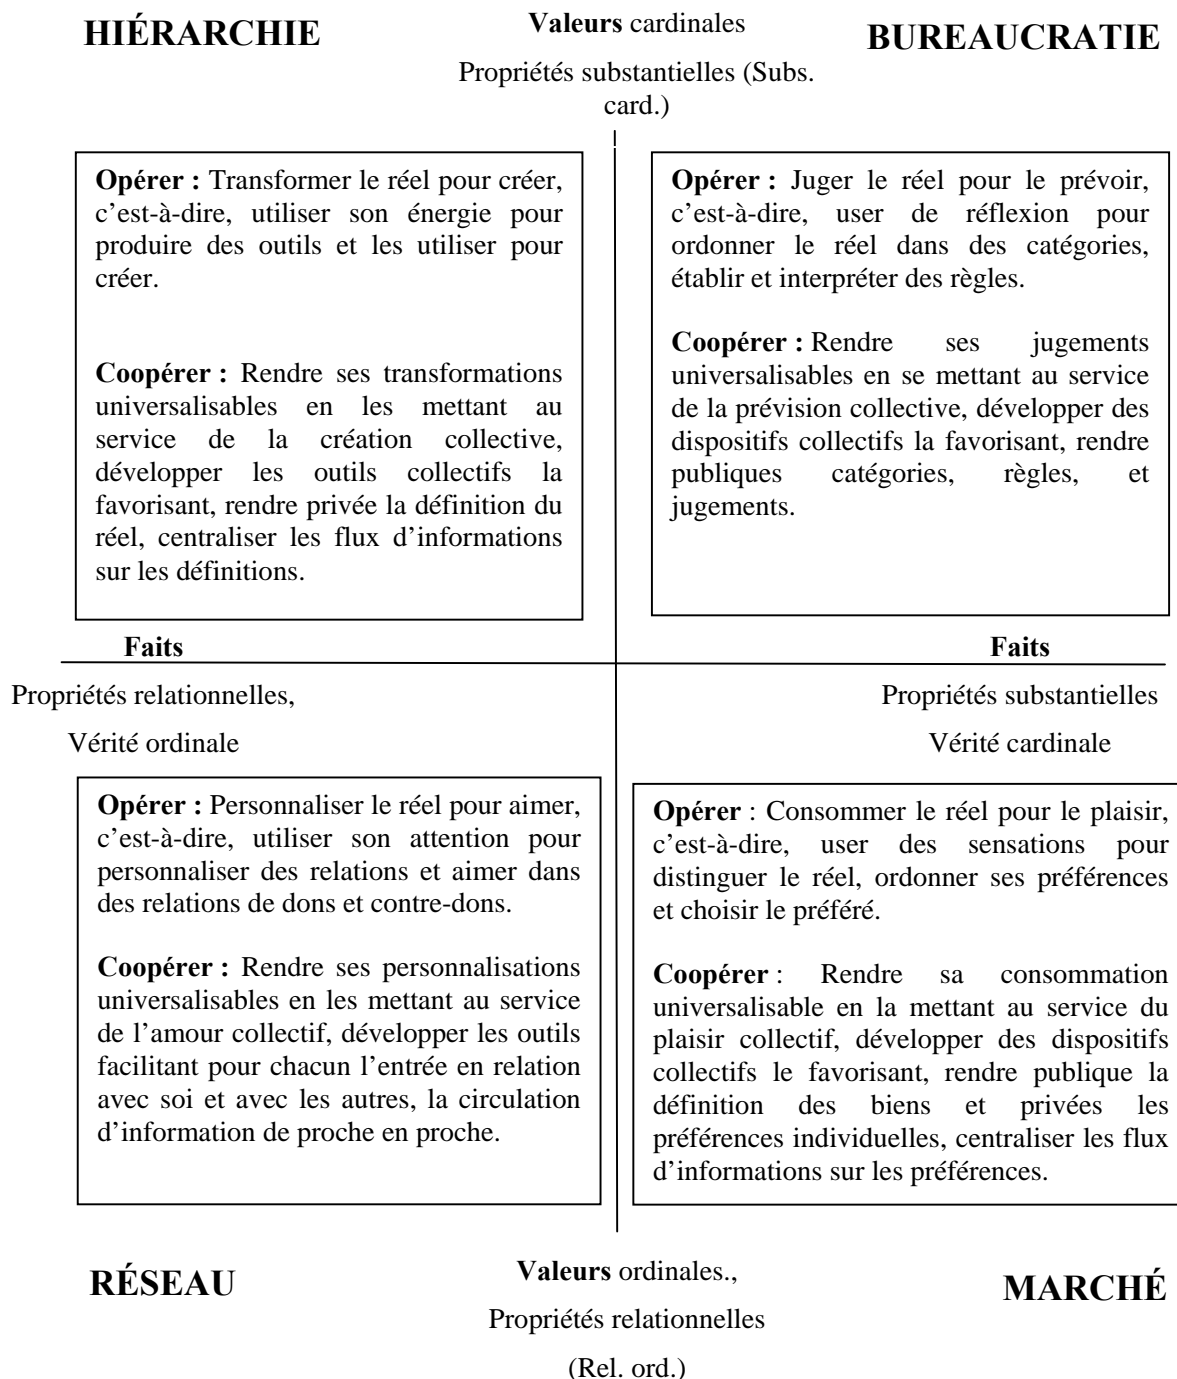 HIÉRARCHIE
Valeurs cardinales
BUREAUCRATIE
Propriétés substantielles (Subs.
card.)
Opérer : Transformer le réel pour créer,
c’est-à-dire, utiliser son énergie pour
produire des outils et les utiliser pour
créer.
Coopérer : Rendre ses transformations
universalisables en les mettant au
service de la création collective,
développer les outils collectifs la
favorisant, rendre privée la définition du
réel, centraliser les flux d’informations
sur les définitions.
Opérer : Juger le réel pour le prévoir,
c’est-à-dire, user de réflexion pour
ordonner le réel dans des catégories,
établir et interpréter des règles.
Coopérer : Rendre ses jugements
universalisables en se mettant au service
de la prévision collective, développer des
dispositifs collectifs la favorisant, rendre
publiques catégories, règles, et
jugements.
Faits
Faits
Propriétés relationnelles,
Vérité ordinale
Propriétés substantielles
Vérité cardinale
Opérer : Personnaliser le réel pour aimer,
c’est-à-dire, utiliser son attention pour
personnaliser des relations et aimer dans
des relations de dons et contre-dons.
Coopérer : Rendre ses personnalisations
universalisables en les mettant au service
de l’amour collectif, développer les outils
facilitant pour chacun l’entrée en relation
avec soi et avec les autres, la circulation
d’information de proche en proche.
Opérer : Consommer le réel pour le plaisir,
c’est-à-dire, user des sensations pour
distinguer le réel, ordonner ses préférences
et choisir le préféré.
Coopérer : Rendre sa consommation
universalisable en la mettant au service du
plaisir collectif, développer des dispositifs
collectifs le favorisant, rendre publique la
définition des biens et privées les
préférences individuelles, centraliser les flux
d’informations sur les préférences.
RÉSEAU
Valeurs ordinales.,
MARCHÉ
Propriétés relationnelles
(Rel. ord.)